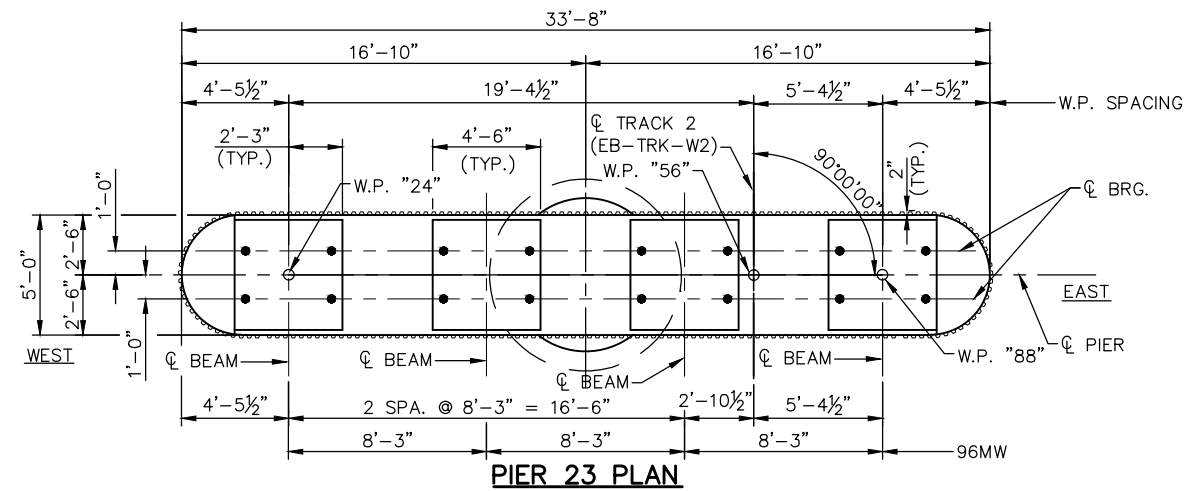 33'-8"
16'-10" 16'-10"
4'-5½" 19'-4½" 5'-4½" 4'-5½"
W.P. SPACING
2'-3"
(TYP.)
4'-6"
(TYP.)
℄ TRACK 2
(EB-TRK-W2)
W.P. "56"
90°00'00"
2"
(TYP.)
W.P. "24"
℄ BRG.
1'-0"
5'-0"
2'-6"
2'-6"
1'-0"
WEST
EAST
℄ BEAM
℄ BEAM
℄ BEAM
℄ BEAM
W.P. "88"
℄ PIER
4'-5½" 2 SPA. @ 8'-3" = 16'-6" 2'-10½" 5'-4½"
8'-3" 8'-3" 8'-3" 96MW
PIER 23 PLAN